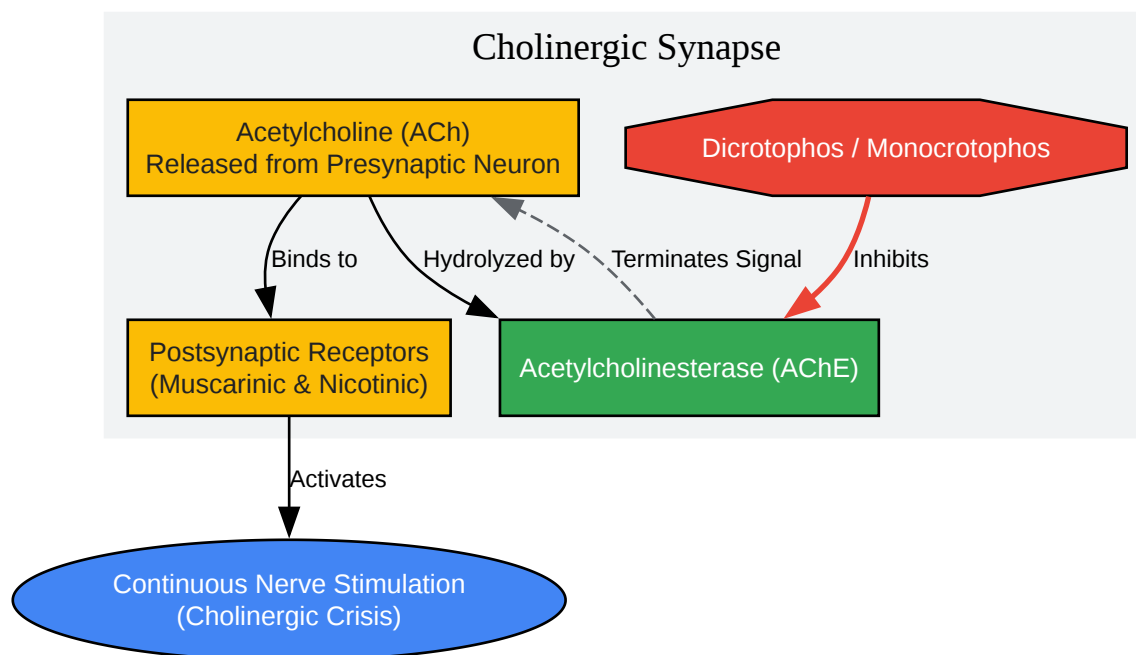 Cholinergic Synapse
Acetylcholine (ACh)
Released from Presynaptic Neuron
Dicrotophos / Monocrotophos
Binds to
Hydrolyzed by
Terminates Signal
Inhibits
Postsynaptic Receptors
(Muscarinic & Nicotinic)
Acetylcholinesterase (AChE)
Activates
Continuous Nerve Stimulation
(Cholinergic Crisis)